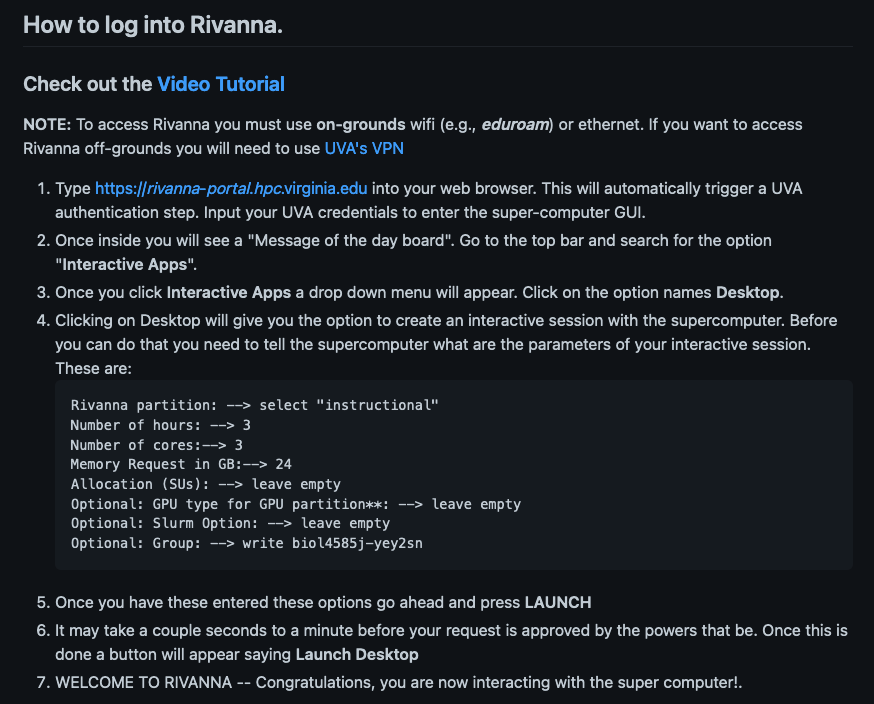 How to log into Rivanna.
Check out the Video Tutorial
NOTE: To access Rivanna you must use on-grounds wifi (e.g., eduroam) or ethernet. If you want to access
Rivanna off-grounds you will need to use UVA's VPN
1. Type https://rivanna-portal.hpc.virginia.edu into your web browser. This will automatically trigger a UVA
authentication step. Input your UVA credentials to enter the super-computer GUI.
2. Once inside you will see a "Message of the day board". Go to the top bar and search for the option
"Interactive Apps".
3. Once you click Interactive Apps a drop down menu will appear. Click on the option names Desktop.
4. Clicking on Desktop will give you the option to create an interactive session with the supercomputer. Before
you can do that you need to tell the supercomputer what are the parameters of your interactive session.
These are:
Rivanna partition: --> select "instructional"
Number of hours: --> 3
Number of cores:--> 3
Memory Request in GB:--> 24
Allocation (SUs): --> leave empty
Optional: GPU type for GPU partition**: --> leave empty
Optional: Slurm Option: --> leave empty
Optional: Group: --> write biol4585j-yey2sn
5. Once you have these entered these options go ahead and press LAUNCH
6. It may take a couple seconds to a minute before your request is approved by the powers that be. Once this is
done a button will appear saying Launch Desktop
7. WELCOME TO RIVANNA -- Congratulations, you are now interacting with the super computer!.